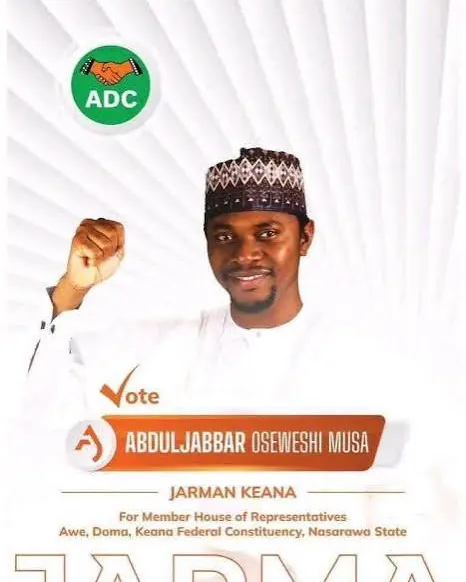 ADC
Vote
ABDULJABBAR OSEWESHI MUSA
JARMAN KEANA
For Member House of Representatives
Awe, Doma, Keana Federal Constituency, Nasarawa State
JARMA